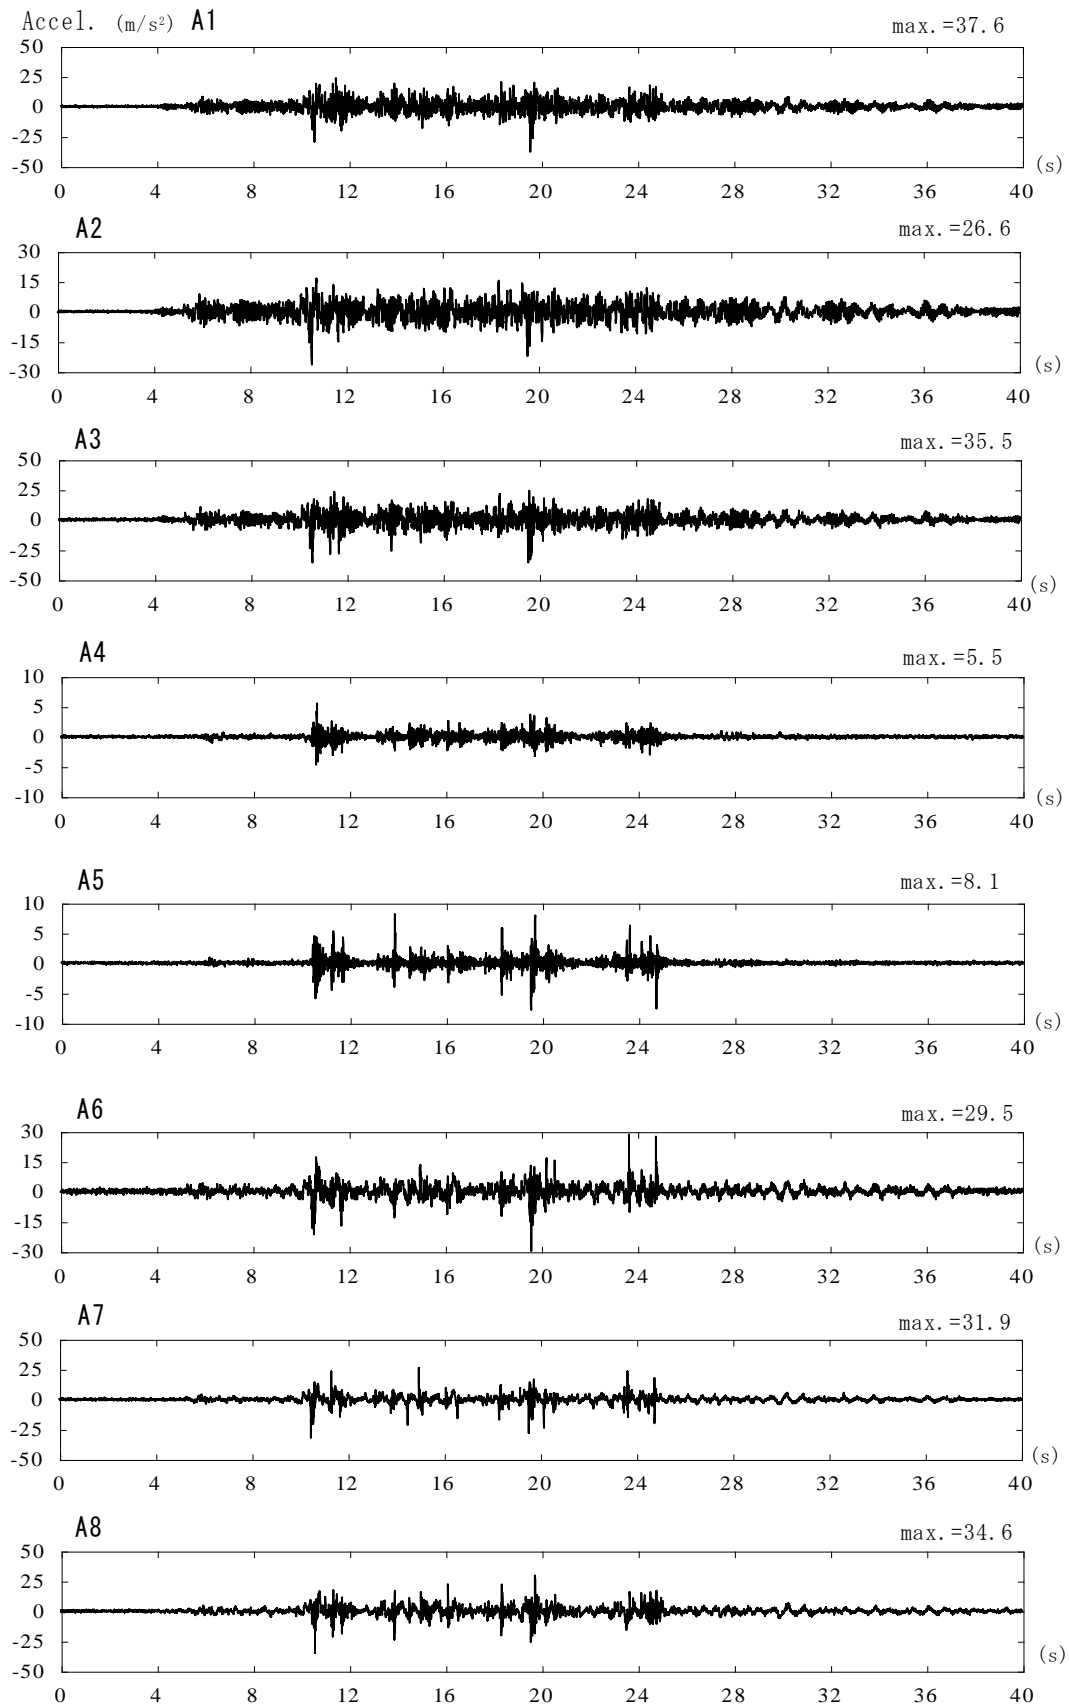 Accel. (m/s²) A1 max.=37.6
50
25
0
-25
-50
(s)
0 4 8 12 16 20 24 28 32 36 40
A2 max.=26.6
30
15
0
-15
-30
(s)
0 4 8 12 16 20 24 28 32 36 40
A3 max.=35.5
50
25
0
-25
-50
(s)
0 4 8 12 16 20 24 28 32 36 40
A4 max.=5.5
10
5
0
-5
-10
(s)
0 4 8 12 16 20 24 28 32 36 40
A5 max.=8.1
10
5
0
-5
-10
(s)
0 4 8 12 16 20 24 28 32 36 40
A6 max.=29.5
30
15
0
-15
-30
(s)
0 4 8 12 16 20 24 28 32 36 40
A7 max.=31.9
50
25
0
-25
-50
(s)
0 4 8 12 16 20 24 28 32 36 40
A8 max.=34.6
50
25
0
-25
-50
(s)
0 4 8 12 16 20 24 28 32 36 40